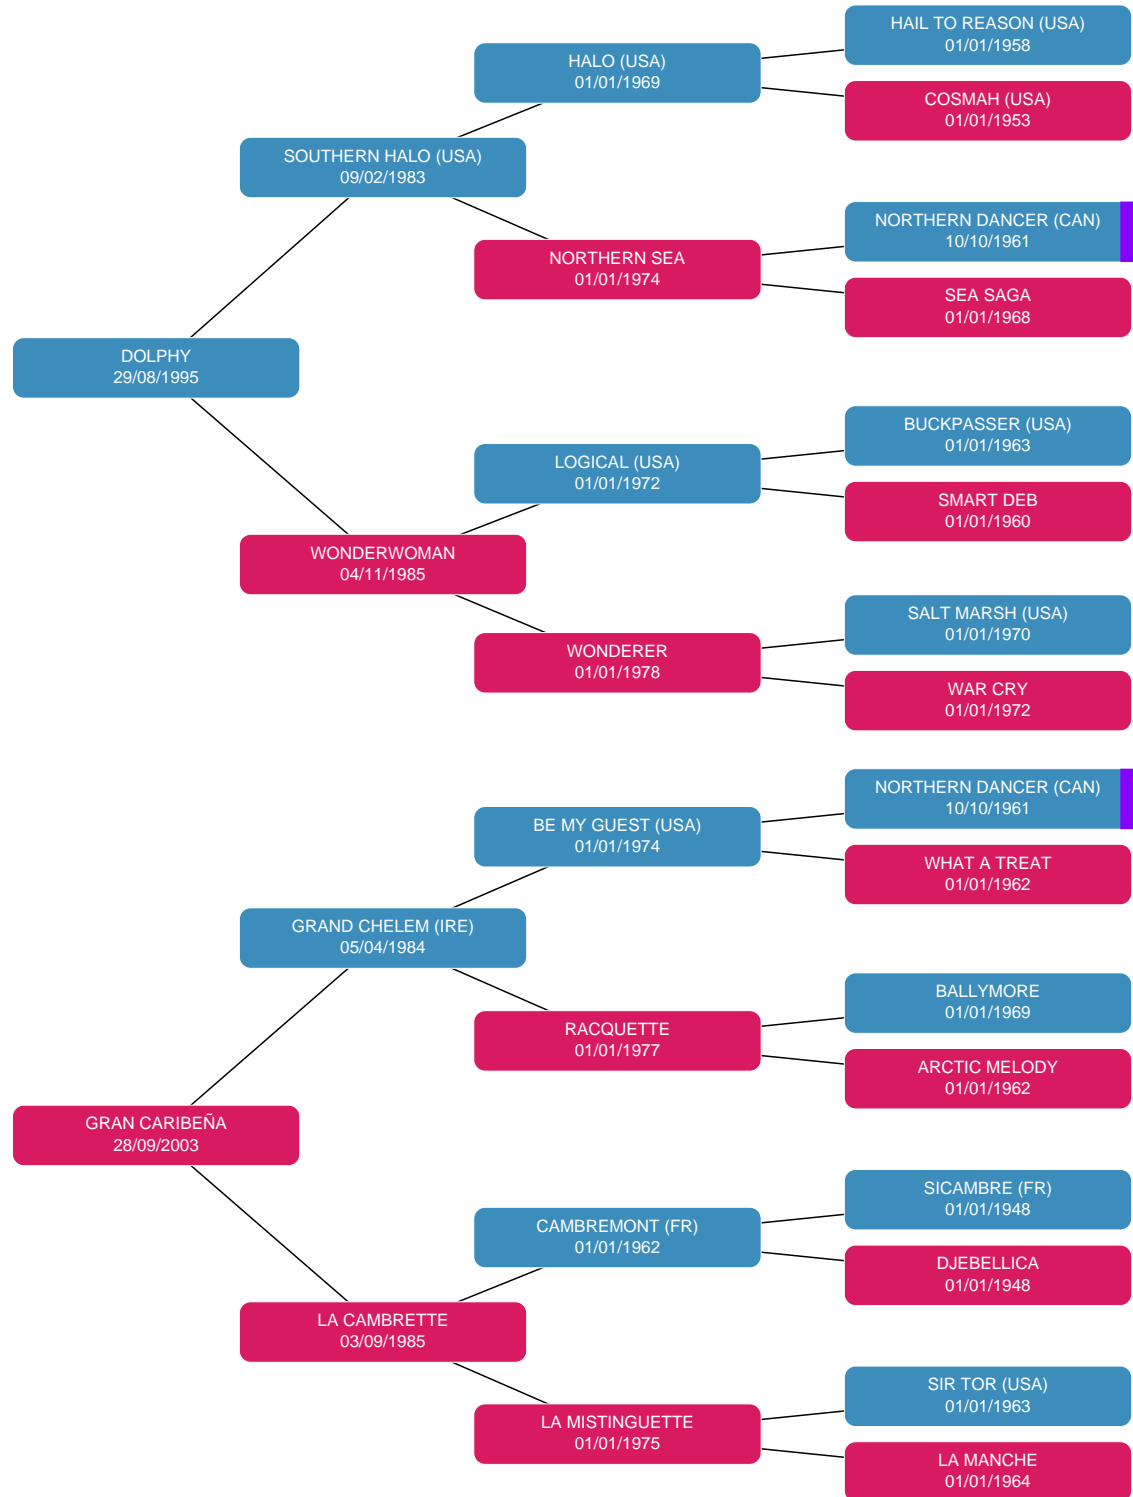 HAIL TO REASON (USA)
01/01/1958
HALO (USA)
01/01/1969
COSMAH (USA)
01/01/1953
SOUTHERN HALO (USA)
09/02/1983
NORTHERN DANCER (CAN)
10/10/1961
NORTHERN SEA
01/01/1974
SEA SAGA
01/01/1968
DOLPHY
29/08/1995
BUCKPASSER (USA)
01/01/1963
LOGICAL (USA)
01/01/1972
SMART DEB
01/01/1960
WONDERWOMAN
04/11/1985
SALT MARSH (USA)
01/01/1970
WONDERER
01/01/1978
WAR CRY
01/01/1972
NORTHERN DANCER (CAN)
10/10/1961
BE MY GUEST (USA)
01/01/1974
WHAT A TREAT
01/01/1962
GRAND CHELEM (IRE)
05/04/1984
BALLYMORE
01/01/1969
RACQUETTE
01/01/1977
ARCTIC MELODY
01/01/1962
GRAN CARIBEÑA
28/09/2003
SICAMBRE (FR)
01/01/1948
CAMBREMONT (FR)
01/01/1962
DJEBELLICA
01/01/1948
LA CAMBRETTE
03/09/1985
SIR TOR (USA)
01/01/1963
LA MISTINGUETTE
01/01/1975
LA MANCHE
01/01/1964